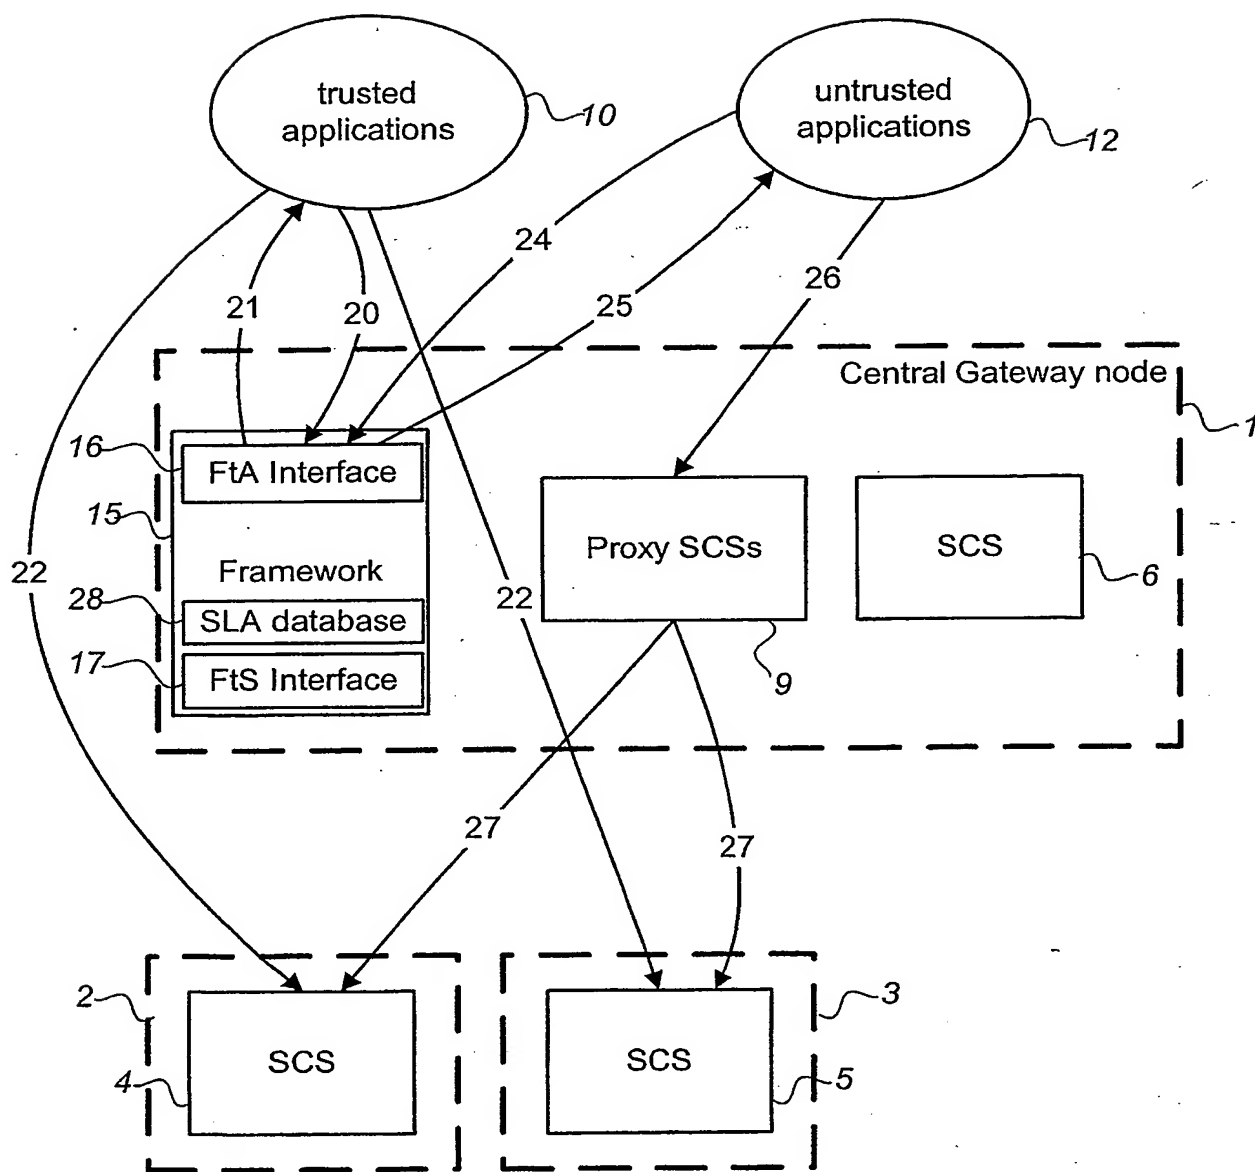 trusted
applications
10
untrusted
applications
12
24
26
21
20
25
Central Gateway node
1
16
FtA Interface
15
Proxy SCSs
SCS
6
22
Framework
22
28
SLA database
17
FtS Interface
9
27
27
2
3
SCS
SCS
4
5